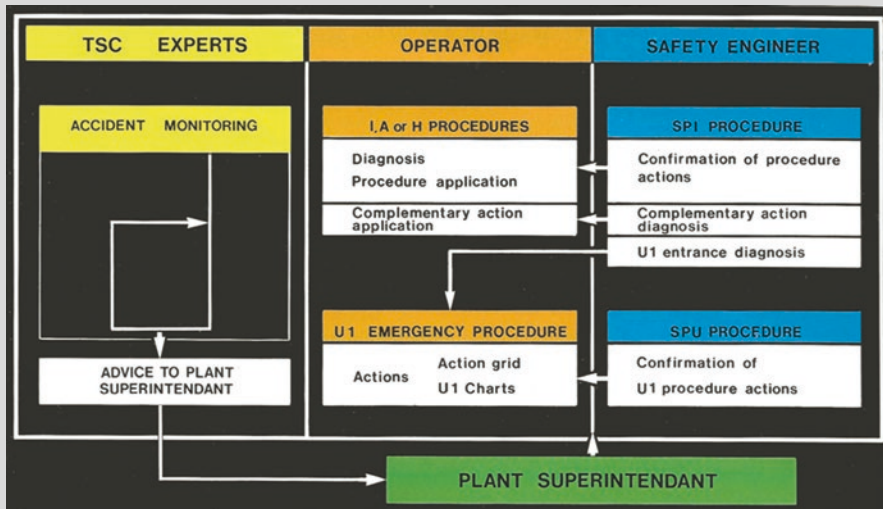 TSC EXPERTS
OPERATOR
SAFETY ENGINEER
ACCIDENT MONITORING
ADVICE TO PLANT
SUPERINTENDANT
I,A or H PROCEDURES
Diagnosis
Procedure application
Complementary action
application
U1 EMERGENCY PROCEDURE
Actions
Action grid
U1 Charts
SPI PROCEDURE
Confirmation of procedure
actions
Complementary action
diagnosis
U1 entrance diagnosis
SPU PROCEDURE
Confirmation of
U1 procedure actions
PLANT SUPERINTENDANT